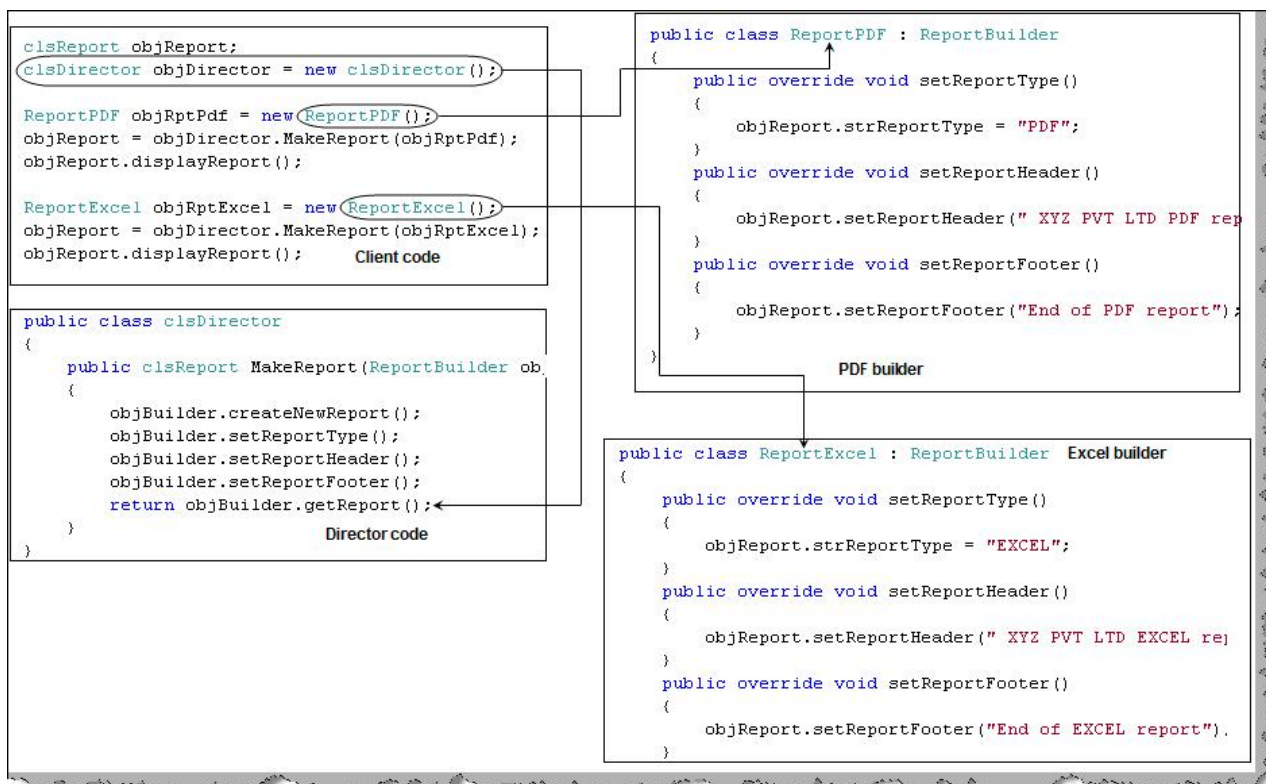 clsReport objReport;
clsDirector objDirector = new clsDirector();
ReportPDF objRptPdf = new ReportPDF();
objReport = objDirector.MakeReport(objRptPdf);
objReport.displayReport();
ReportExcel objRptExcel = new ReportExcel();
objReport = objDirector.MakeReport(objRptExcel);
objReport.displayReport();
Client code
public class clsDirector
{
public clsReport MakeReport(ReportBuilder ob
{
objBuilder.createNewReport();
objBuilder.setReportType();
objBuilder.setReportHeader();
objBuilder.setReportFooter();
return objBuilder.getReport();
}
Director code
}
public class ReportPDF : ReportBuilder
{
public override void setReportType()
{
objReport.strReportType = "PDF";
}
public override void setReportHeader()
{
objReport.setReportHeader(" XYZ PVT LTD PDF rep
}
public override void setReportFooter()
{
objReport.setReportFooter("End of PDF report");
}
}
PDF builder
public class ReportExcel : ReportBuilder Excel builder
{
public override void setReportType()
{
objReport.strReportType = "EXCEL";
}
public override void setReportHeader()
{
objReport.setReportHeader(" XYZ PVT LTD EXCEL re
}
public override void setReportFooter()
{
objReport.setReportFooter("End of EXCEL report")
}